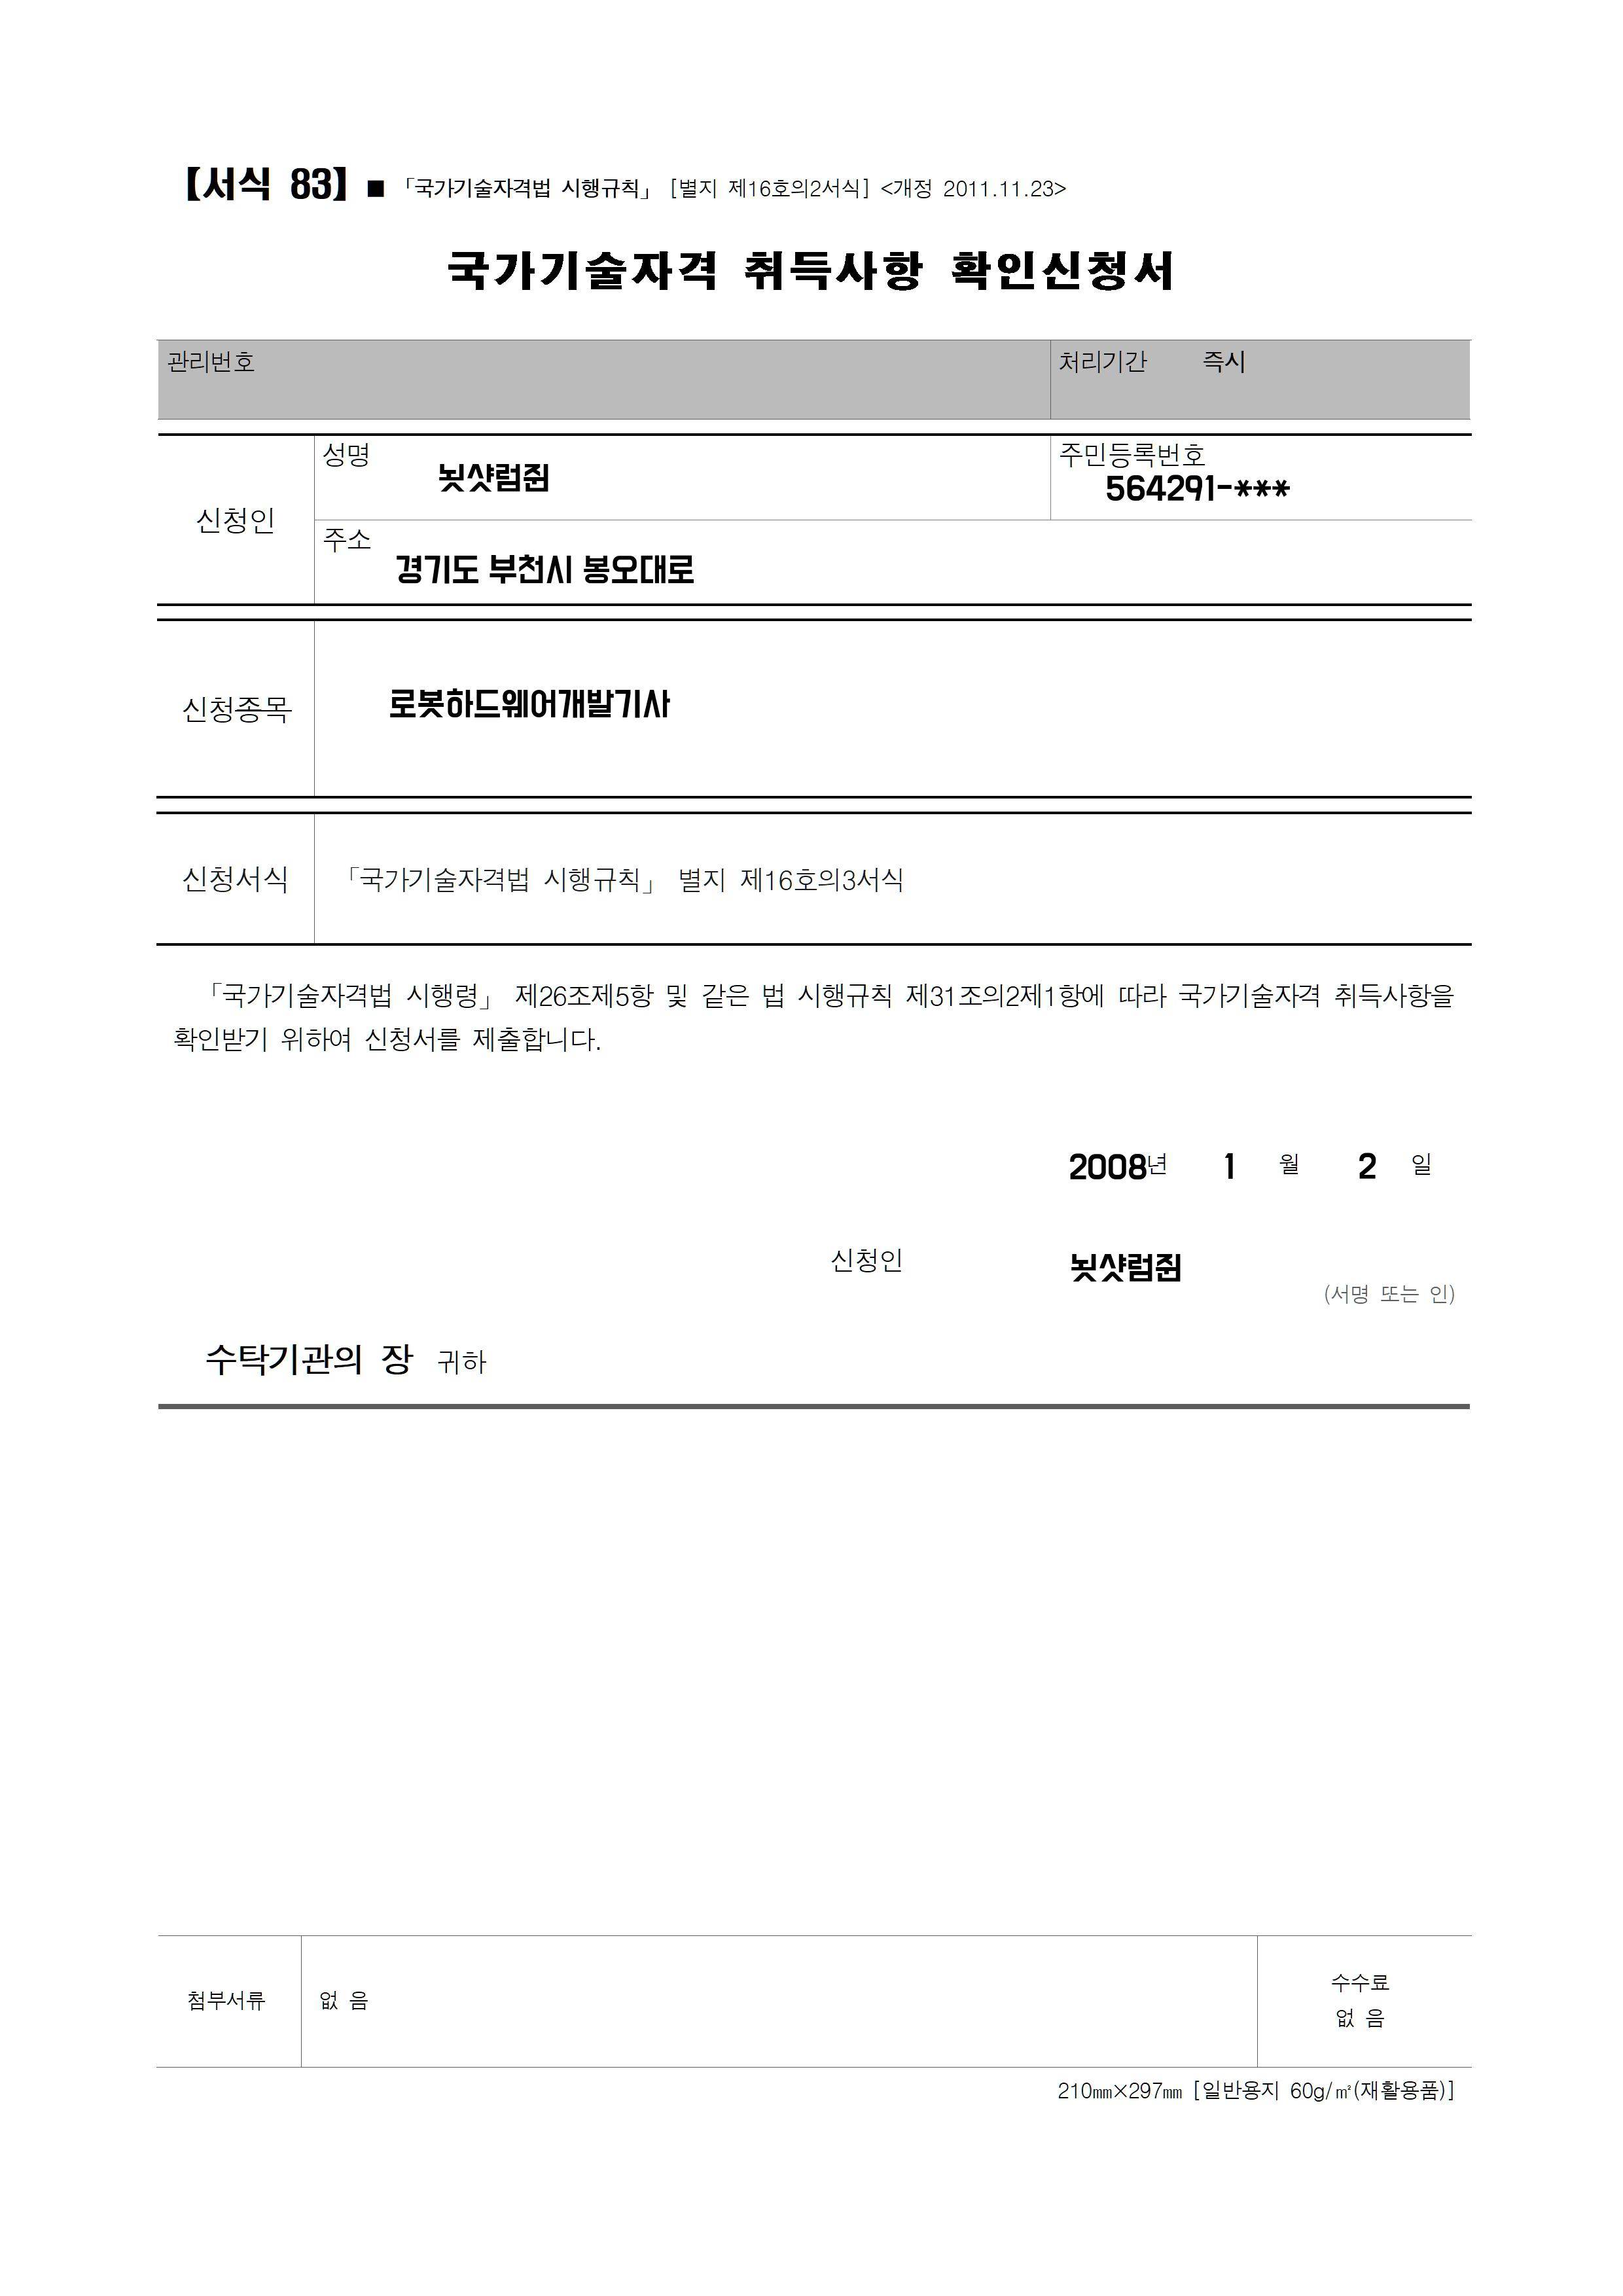 【서식 83】 ■ 「국가기술자격법 시행규칙」 [별지 제16호의2서식] <개정 2011.11.23>
국가기술자격 취득사항 확인신청서
관리번호
처리기간 즉시
신청인
성명
뇟샷럼쥔
주민등록번호
564291-***
주소
경기도 부천시 봉오대로
신청종목
로봇하드웨어개발기사
신청서식
「국가기술자격법 시행규칙」 별지 제16호의3서식
「국가기술자격법 시행령」 제26조제5항 및 같은 법 시행규칙 제31조의2제1항에 따라 국가기술자격 취득사항을
확인받기 위하여 신청서를 제출합니다.
2008년 1 월 2 일
신청인 뇟샷럼쥔
(서명 또는 인)
수탁기관의 장 귀하
첨부서류
없 음
수수료
없 음
210㎜×297㎜ [일반용지 60g/㎡(재활용품)]